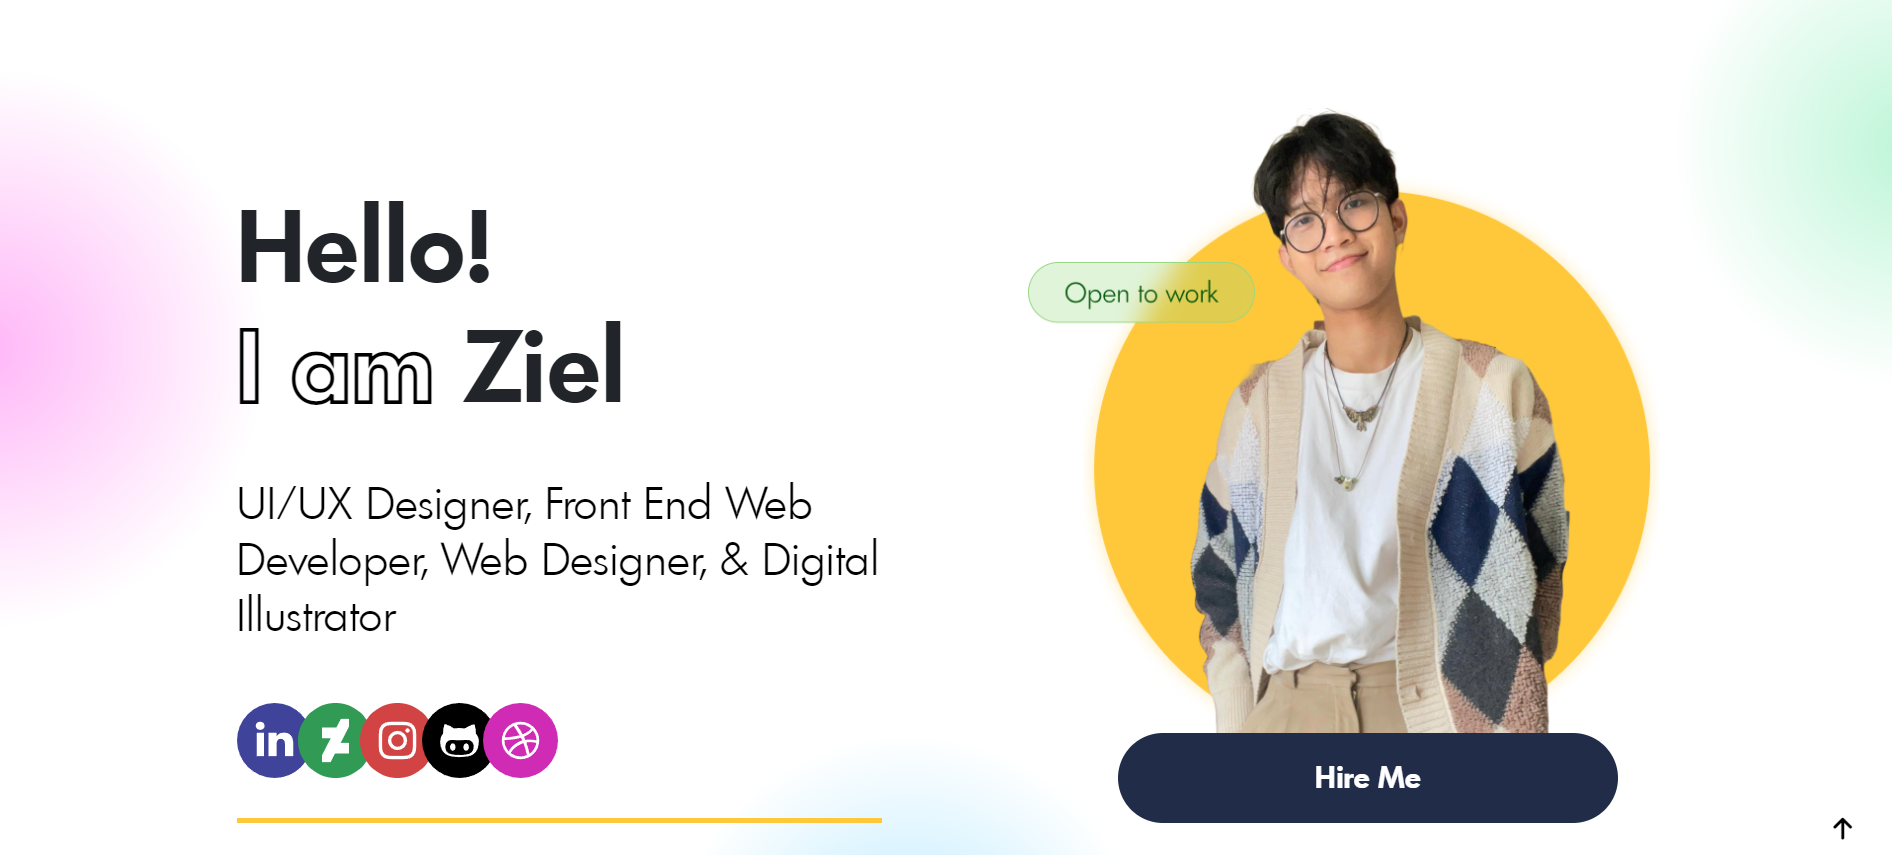 Hello!
I am Ziel
UI/UX Designer, Front End Web
Developer, Web Designer, & Digital
Illustrator
in
Open to work
Hire Me